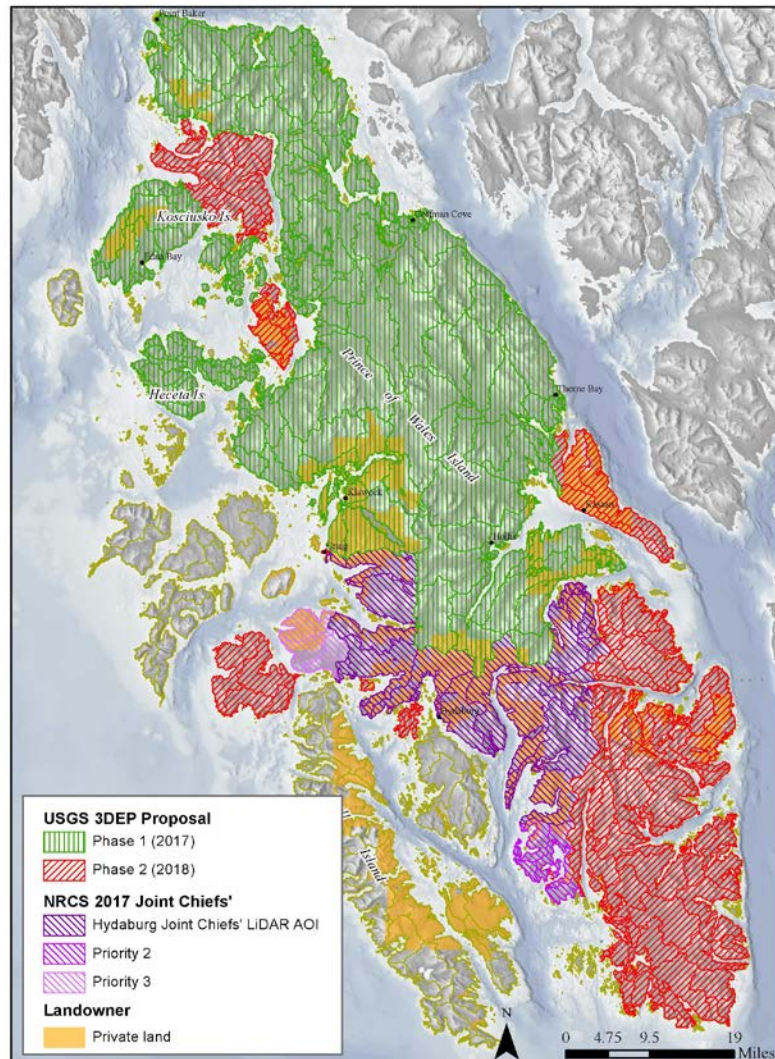 Point Baker
Kosciusko Is.
Coffman Cove
Edna Bay
Heceta Is
Prince of Wales Island
Thorne Bay
Klawock
Kasaan
Hollis
Craig
Hydaburg
Island
USGS 3DEP Proposal
Phase 1 (2017)
Phase 2 (2018)
NRCS 2017 Joint Chiefs'
Hydaburg Joint Chiefs' LiDAR AOI
Priority 2
Priority 3
Landowner
Private land
N
0 4.75 9.5 19
Miles